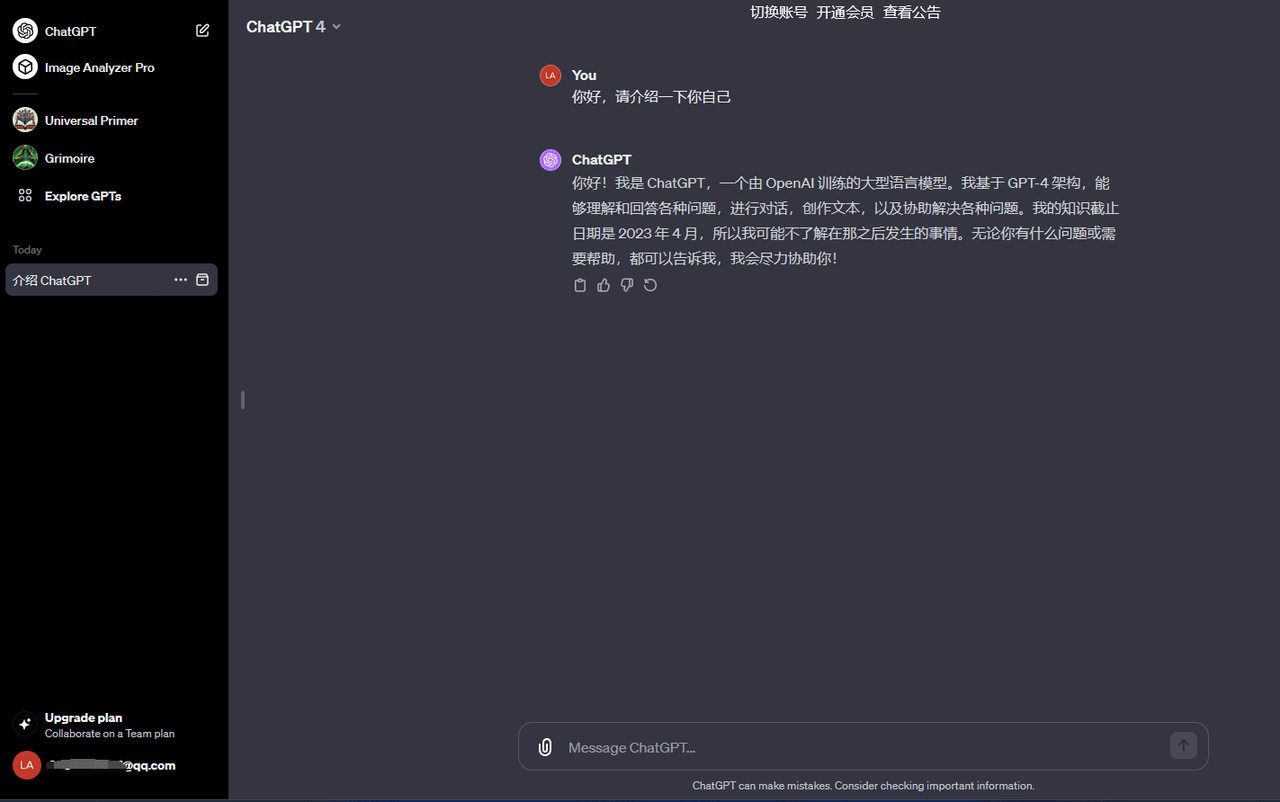 切换账号 开通会员 查看公告
ChatGPT
Image Analyzer Pro
Universal Primer
Grimoire
Explore GPTs
Today
介绍 ChatGPT
Upgrade plan
Collaborate on a Team plan
LA
@qq.com
ChatGPT 4
LA
You
你好，请介绍一下你自己
ChatGPT
你好！我是 ChatGPT，一个由 OpenAI 训练的大型语言模型。我基于 GPT-4 架构，能
够理解和回答各种问题，进行对话，创作文本，以及协助解决各种问题。我的知识截止
日期是 2023 年 4 月，所以我可能不了解在那之后发生的事情。无论你有什么问题或需
要帮助，都可以告诉我，我会尽力协助你！
Message ChatGPT...
ChatGPT can make mistakes. Consider checking important information.